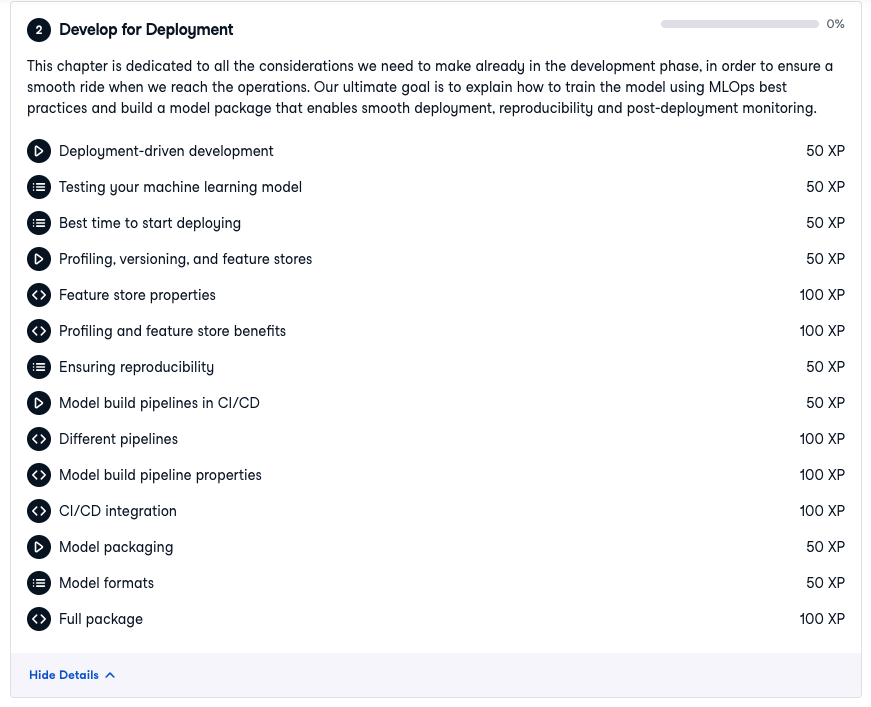 2 Develop for Deployment 0%
This chapter is dedicated to all the considerations we need to make already in the development phase, in order to ensure a
smooth ride when we reach the operations. Our ultimate goal is to explain how to train the model using MLOps best
practices and build a model package that enables smooth deployment, reproducibility and post-deployment monitoring.
Deployment-driven development 50 XP
Testing your machine learning model 50 XP
Best time to start deploying 50 XP
Profiling, versioning, and feature stores 50 XP
Feature store properties 100 XP
Profiling and feature store benefits 100 XP
Ensuring reproducibility 50 XP
Model build pipelines in CI/CD 50 XP
Different pipelines 100 XP
Model build pipeline properties 100 XP
CI/CD integration 100 XP
Model packaging 50 XP
Model formats 50 XP
Full package 100 XP
Hide Details